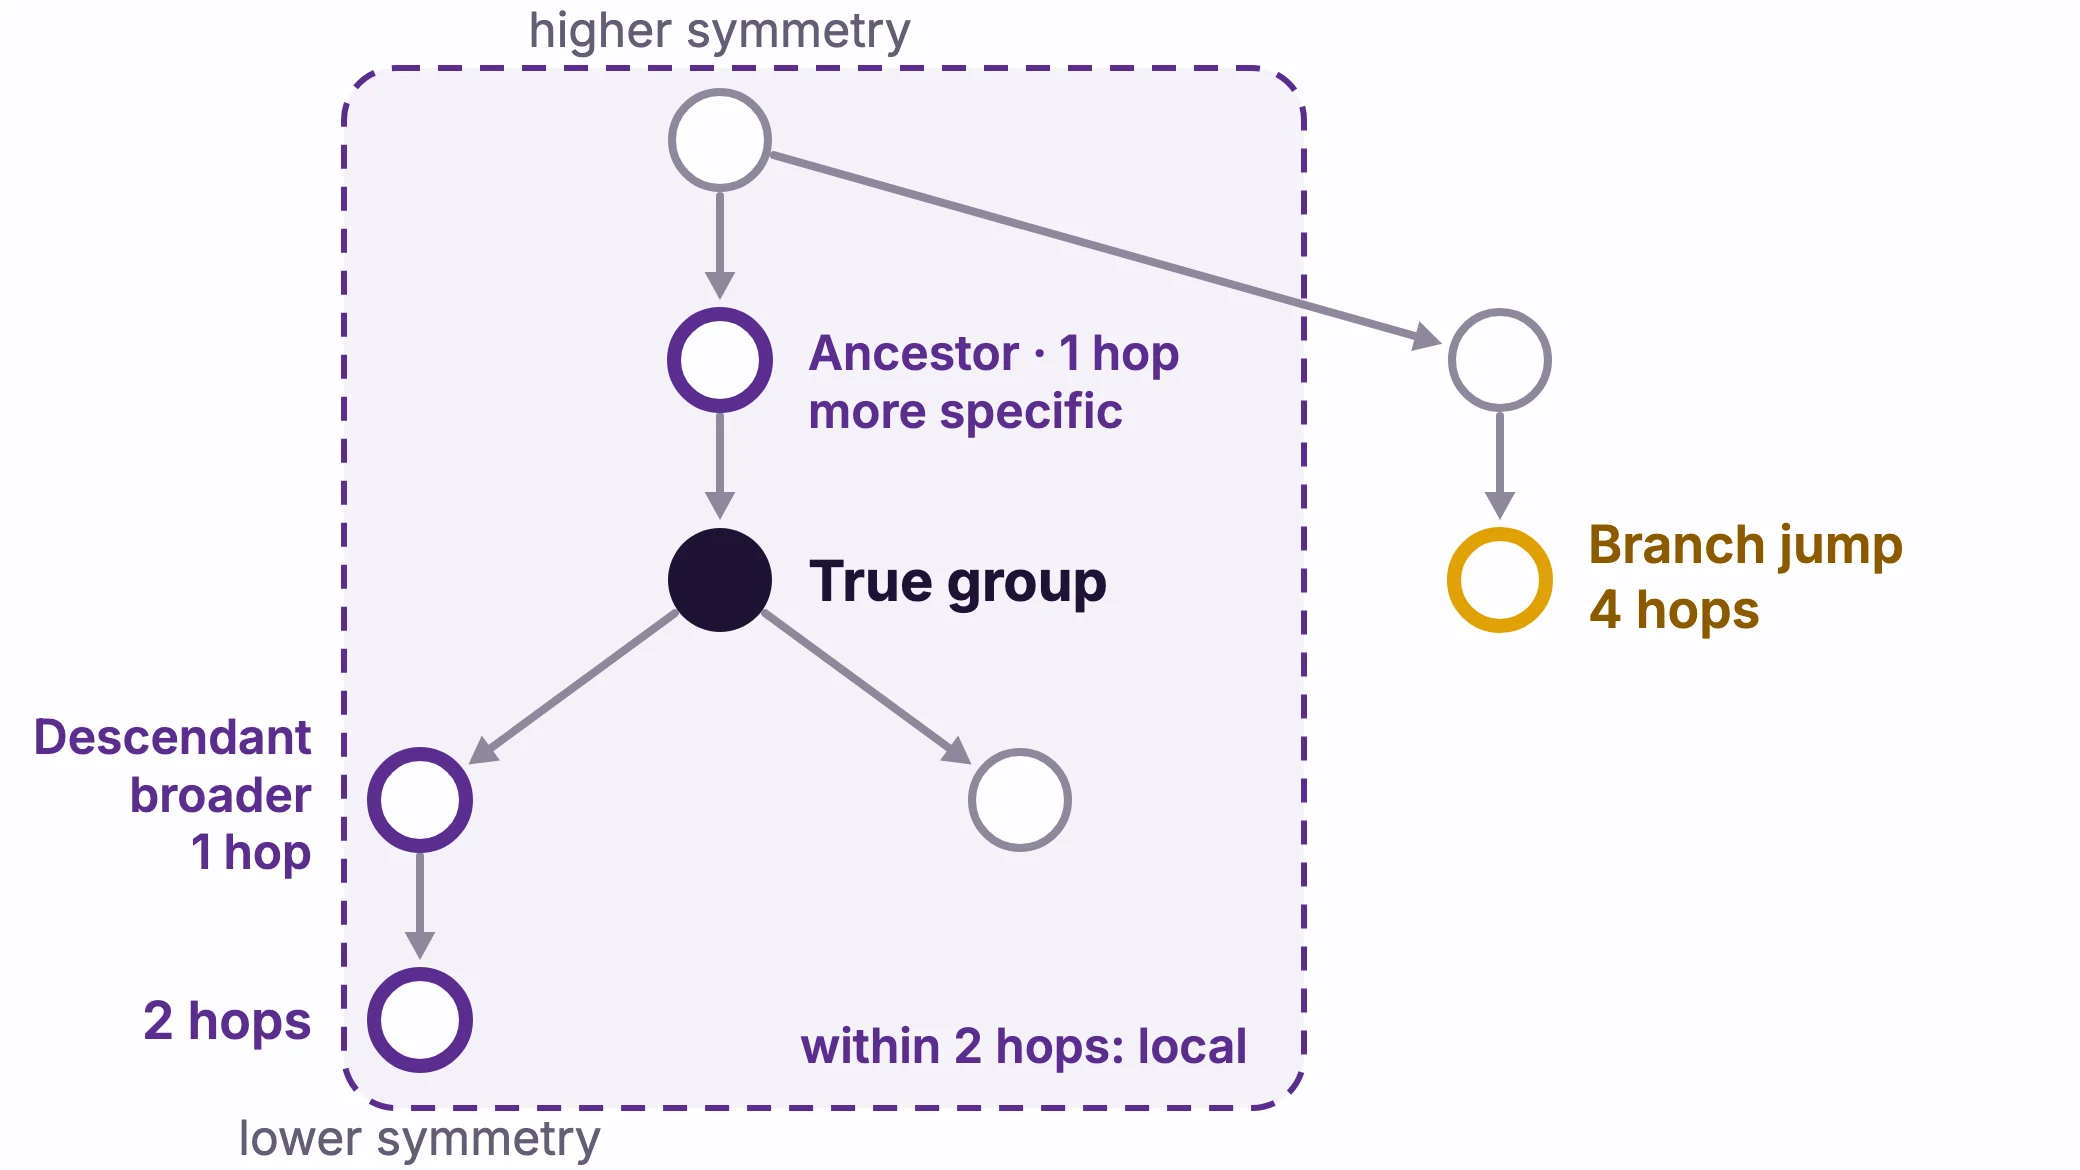 higher symmetry
Ancestor · 1 hop
more specific
True group
Branch jump
4 hops
Descendant
broader
1 hop
2 hops
within 2 hops: local
lower symmetry